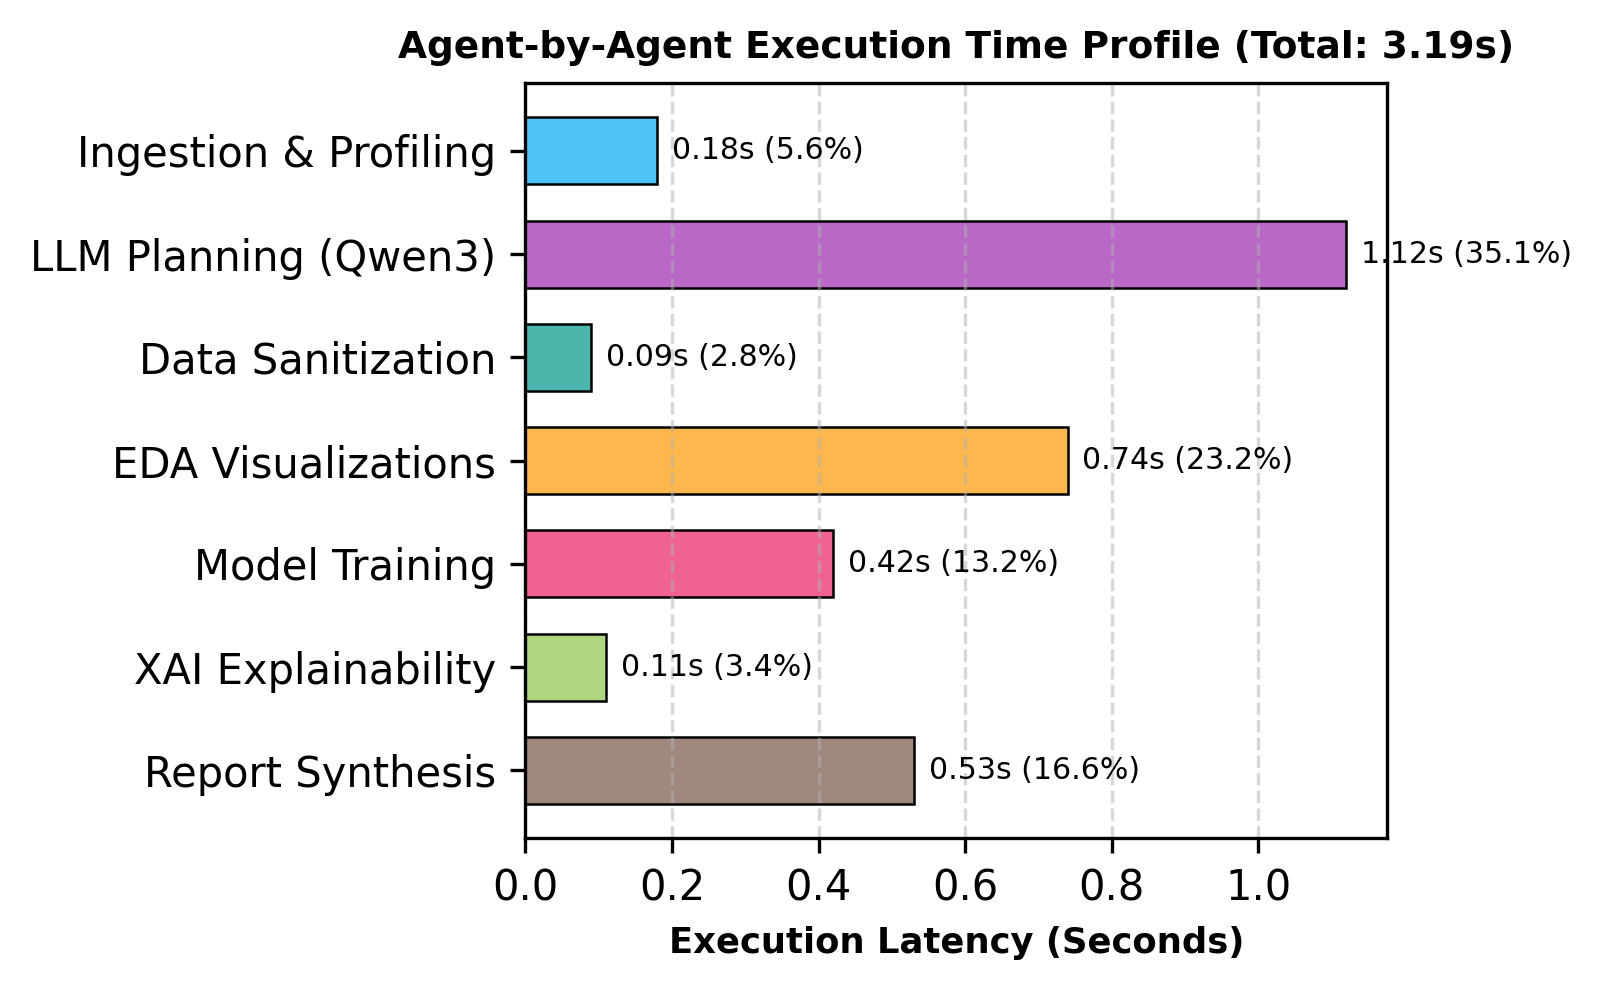 Agent-by-Agent Execution Time Profile (Total: 3.19s)
Ingestion & Profiling 0.18s (5.6%)
LLM Planning (Qwen3) 1.12s (35.1%)
Data Sanitization 0.09s (2.8%)
EDA Visualizations 0.74s (23.2%)
Model Training 0.42s (13.2%)
XAI Explainability 0.11s (3.4%)
Report Synthesis 0.53s (16.6%)
0.0 0.2 0.4 0.6 0.8 1.0
Execution Latency (Seconds)